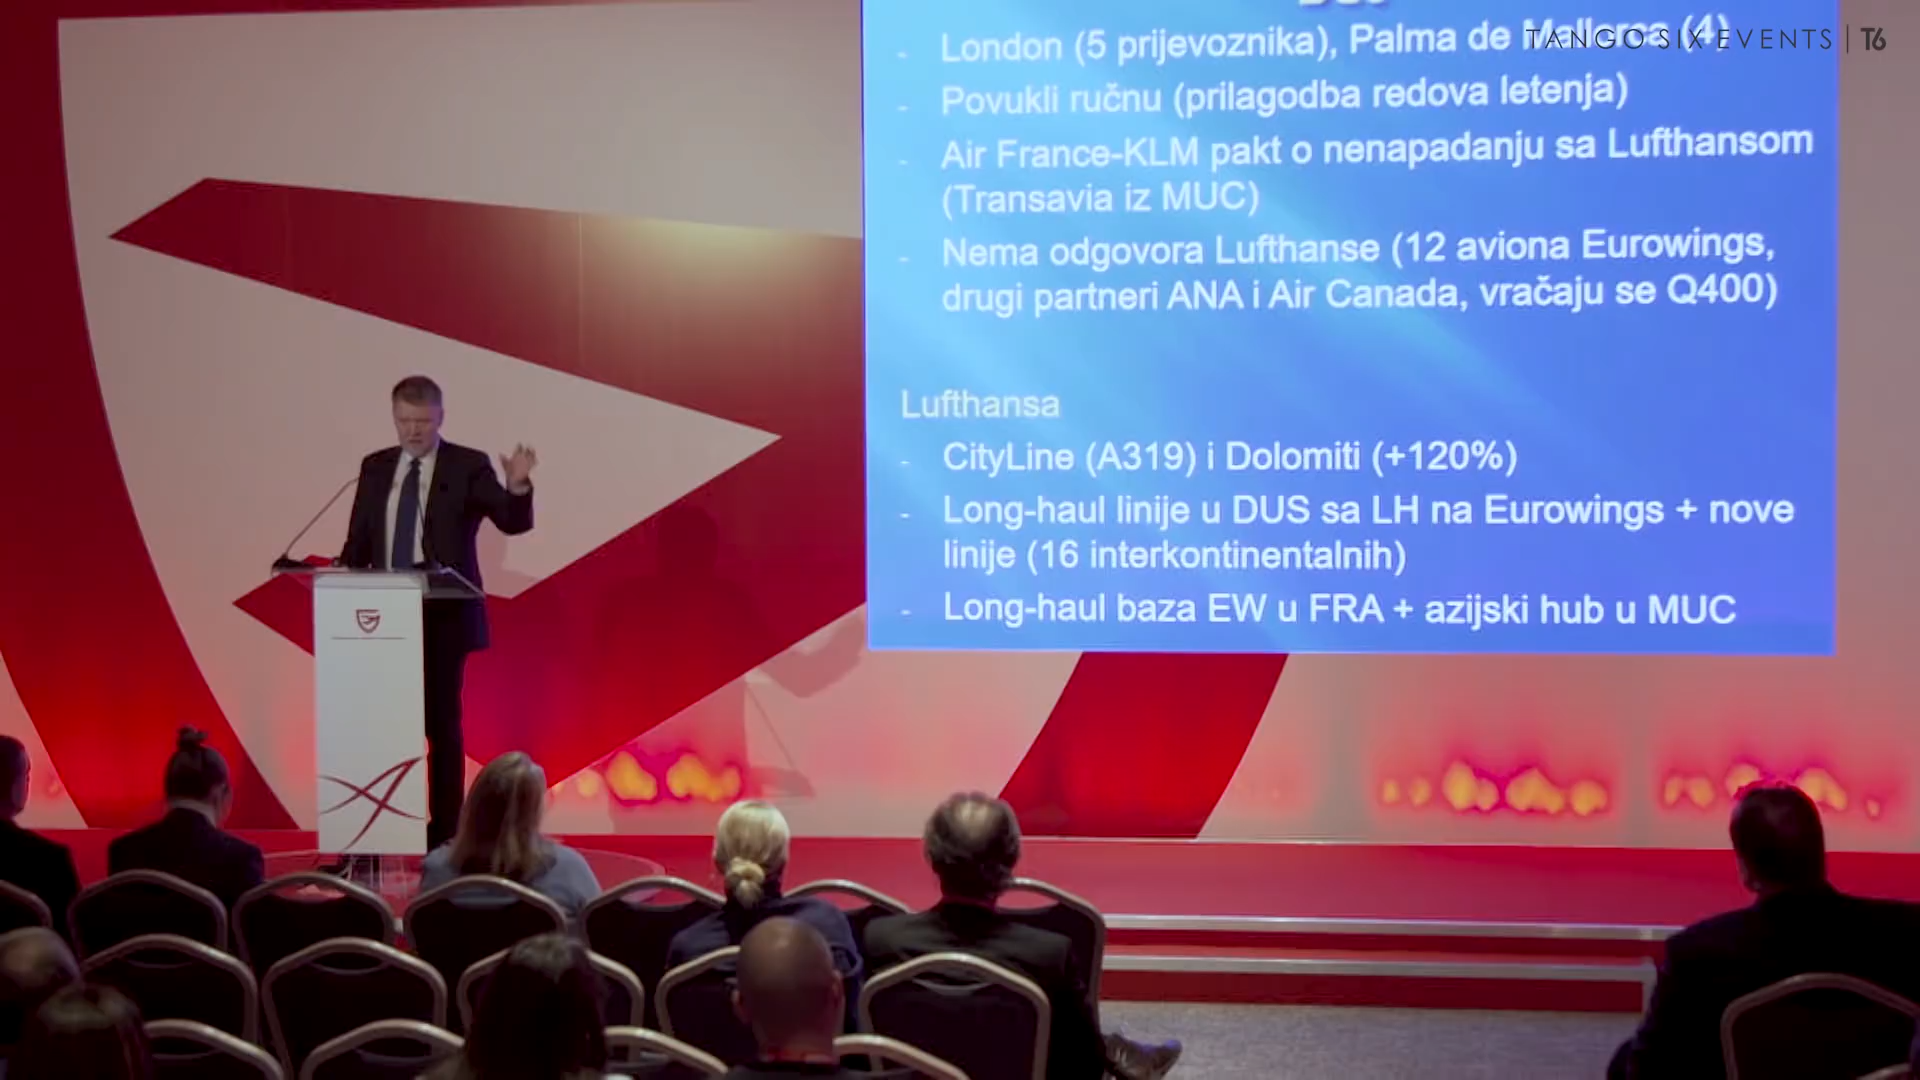 London (5 prijevoznika), Palma de Mallorca (4)
TANGO SIX EVENTS | T6
- Povukli ručnu (prilagodba redova letenja)
- Air France-KLM pakt o nenapadanju sa Lufthansom
(Transavia iz MUC)
- Nema odgovora Lufthanse (12 aviona Eurowings,
drugi partneri ANA i Air Canada, vračaju se Q400)
Lufthansa
- CityLine (A319) i Dolomiti (+120%)
- Long-haul linije u DUS sa LH na Eurowings + nove
linije (16 interkontinentalnih)
- Long-haul baza EW u FRA + azijski hub u MUC